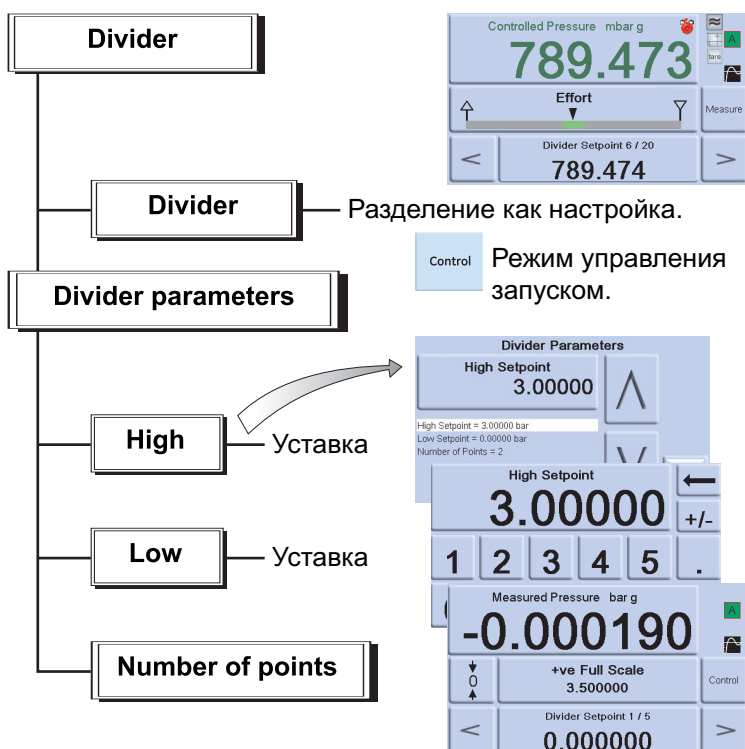 Divider
Controlled Pressure mbar g
789.473
A
tare
Effort
Measure
<
Divider Setpoint 6 / 20
789.474
>
Divider
Разделение как настройка.
Control
Режим управления
запуском.
Divider parameters
Divider Parameters
High Setpoint
3.00000
High Setpoint = 3.00000 bar
Low Setpoint = 0.00000 bar
Number of Points = 2
High
Уставка
High Setpoint
3.00000
+/-
1 2 3 4 5 .
Low
Уставка
Measured Pressure bar g
-0.000190
A
0
+ve Full Scale
3.500000
Control
Number of points
<
Divider Setpoint 1 / 5
0.000000
>